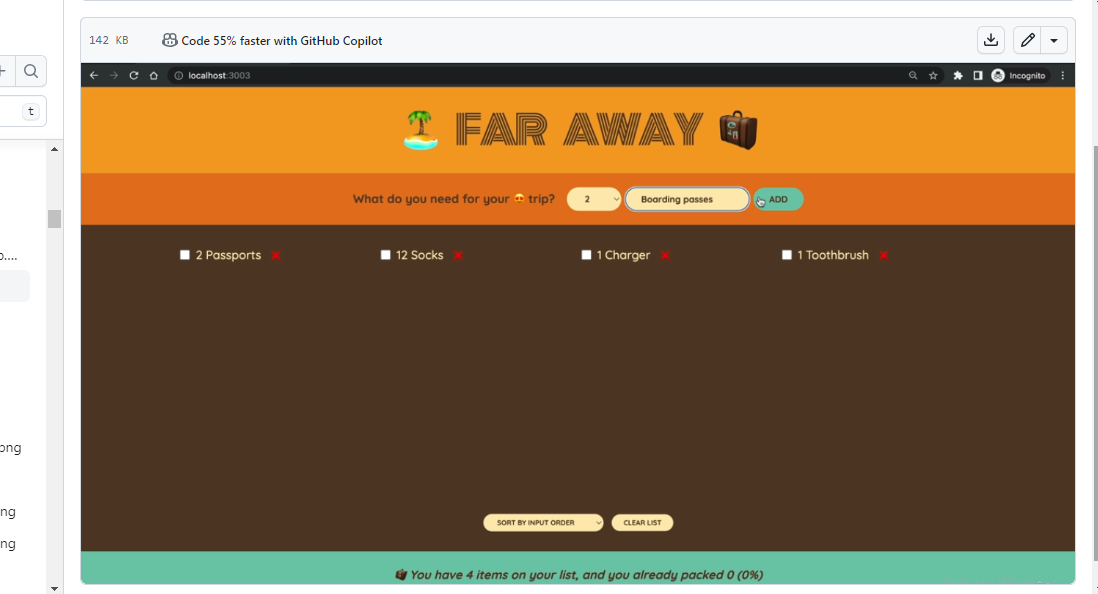 142 KB Code 55% faster with GitHub Copilot
t
localhost:3003 Incognito
FAR AWAY
What do you need for your 😍 trip? 2 Boarding passes ADD
2 Passports 12 Socks 1 Charger 1 Toothbrush
ong
ng
SORT BY INPUT ORDER CLEAR LIST
ng
You have 4 items on your list, and you already packed 0 (0%)